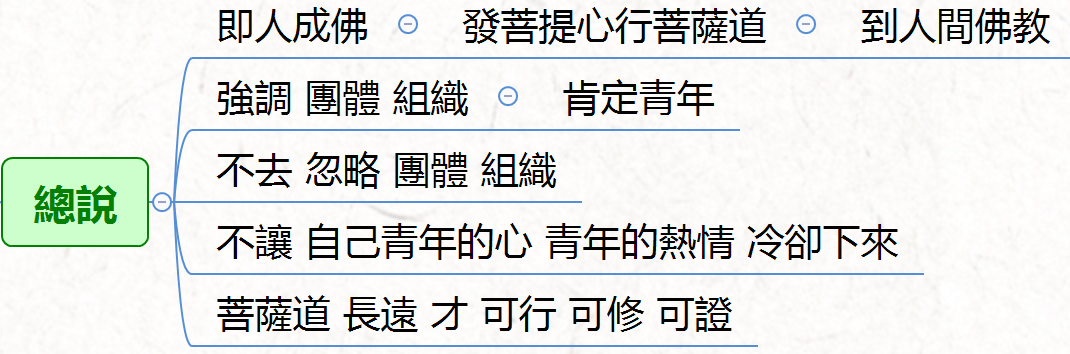 即人成佛 發菩提心行菩薩道 到人間佛教
強調 團體 組織 肯定青年
不去 忽略 團體 組織
總說
不讓 自己青年的心 青年的熱情 冷卻下來
菩薩道 長遠 才 可行 可修 可證